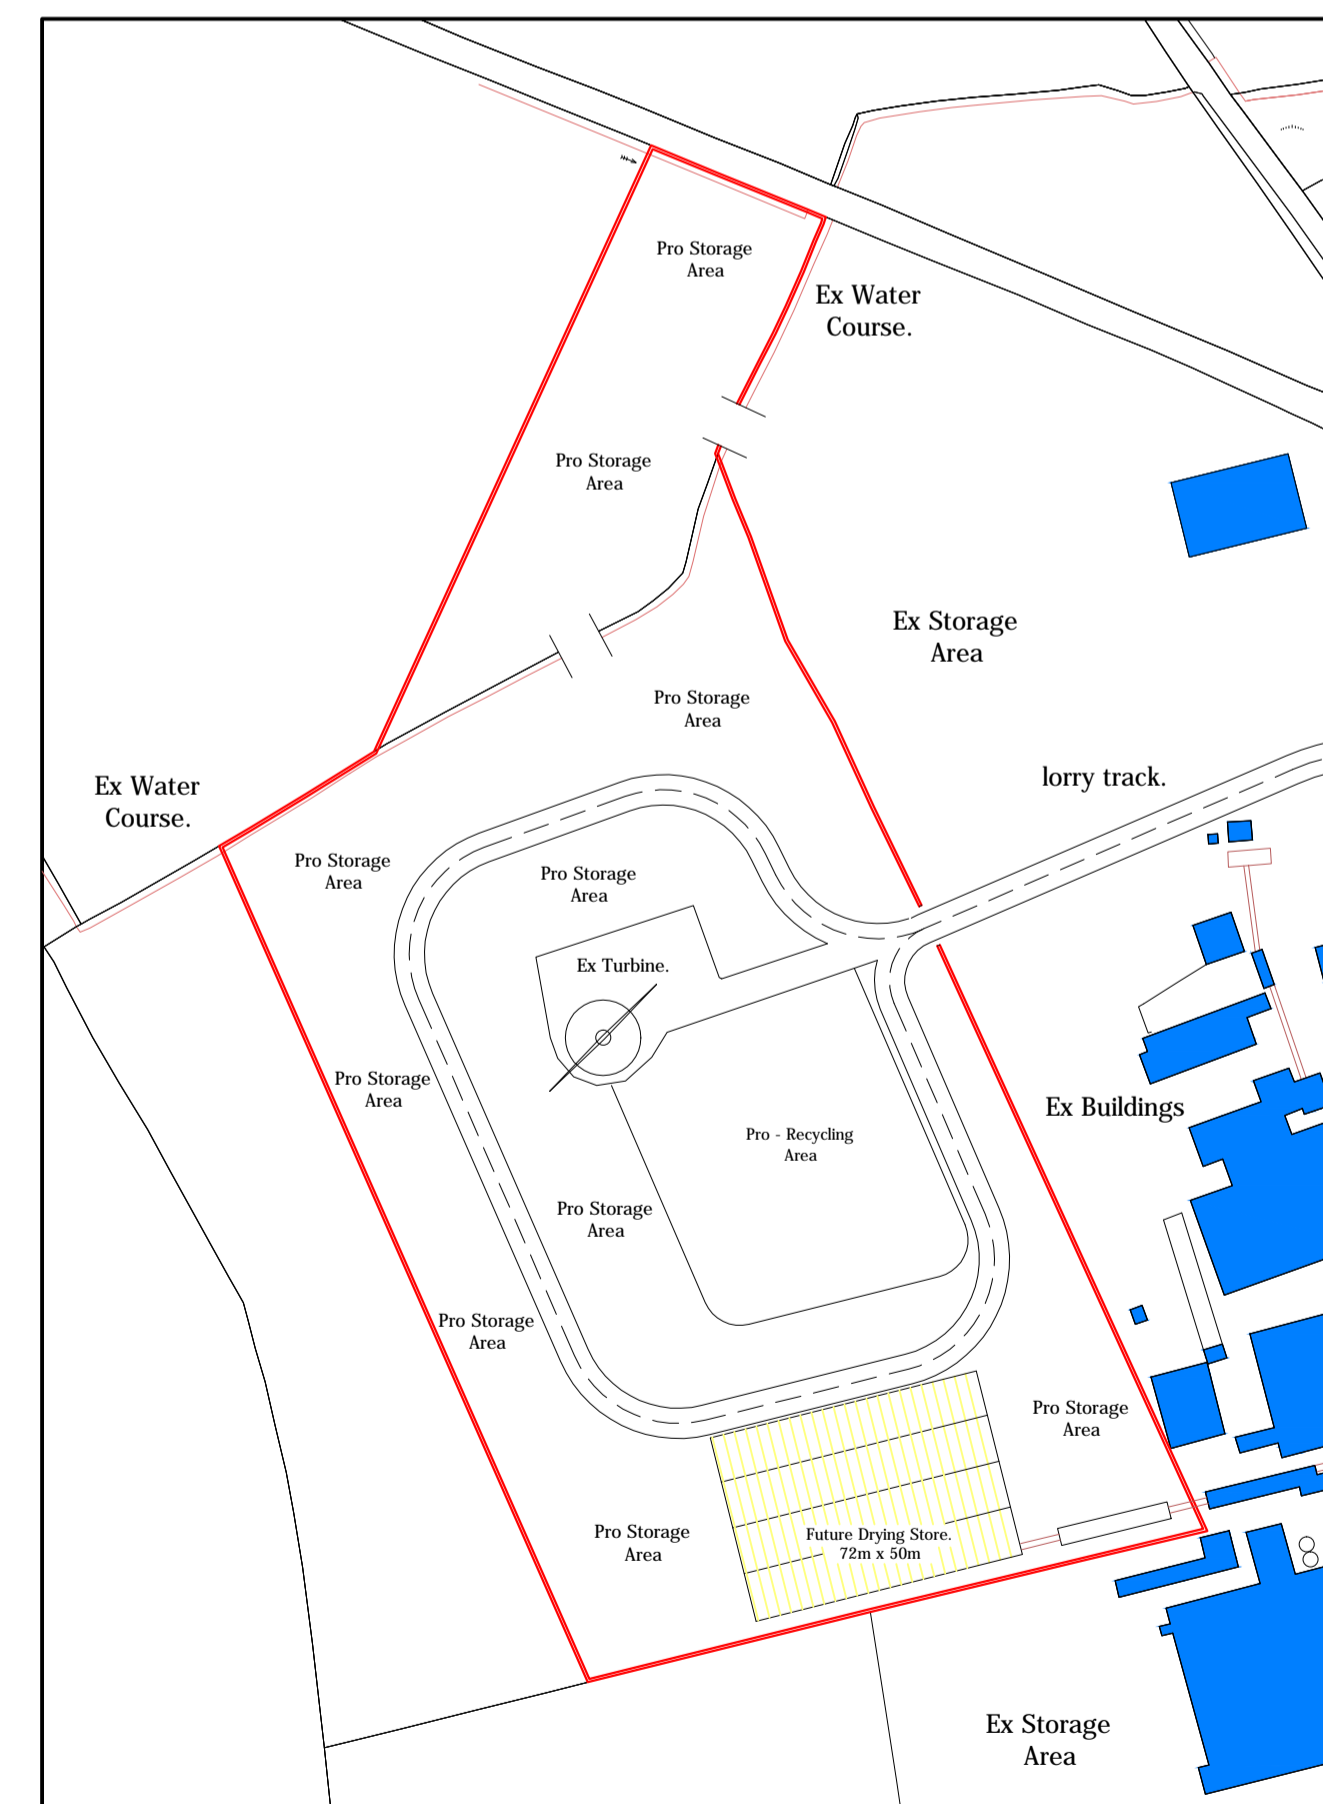 Pro Storage
Area
Ex Water
Course.
Pro Storage
Area
Ex Storage
Area
Pro Storage
Area
lorry track.
Ex Water
Course.
Pro Storage
Area
Pro Storage
Area
Ex Turbine.
Pro Storage
Area
Ex Buildings
Pro - Recycling
Area
Pro Storage
Area
Pro Storage
Area
Pro Storage
Area
Pro Storage
Area
Future Drying Store.
72m x 50m
Ex Storage
Area